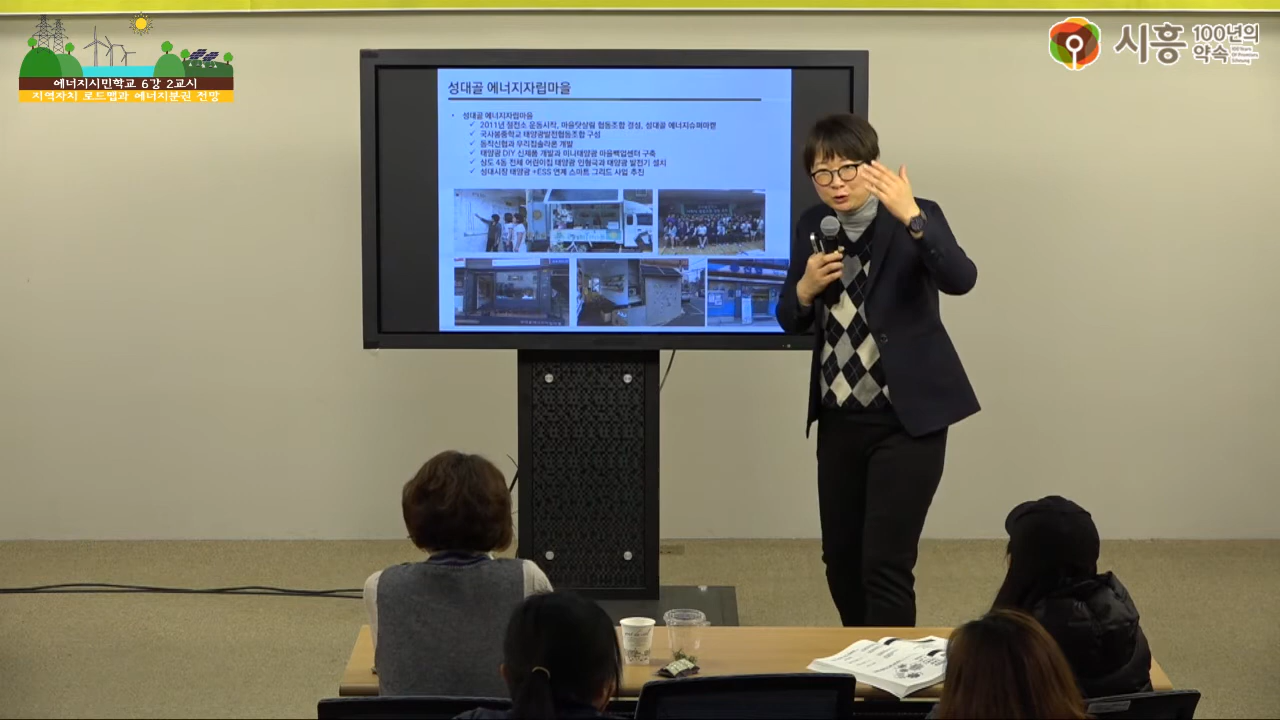 에너지시민학교 6강 2교시
지역자치 로드맵과 에너지분권 전망
시흥 100년의 약속
성대골 에너지자립마을
• 성대골 에너지자립마을
✓ 2011년 절전소 운동시작, 마을닷살림 협동조합 결성, 성대골 에너지슈퍼마켙
✓ 국사봉중학교 태양광발전협동조합 구성
✓ 동작신협과 우리집솔라론 개발
✓ 태양광 DIY 신제품 개발과 미니태양광 마을백업센터 구축
✓ 상도 4동 전체 어린이집 태양광 인형극과 태양광 발전기 설치
✓ 성대시장 태양광 +ESS 연계 스마트 그리드 사업 추진